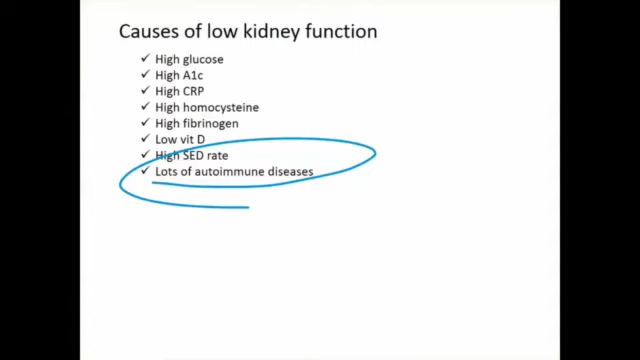 Causes of low kidney function
✓ High glucose
✓ High A1c
✓ High CRP
✓ High homocysteine
✓ High fibrinogen
✓ Low vit D
✓ High SED rate
✓ Lots of autoimmune diseases